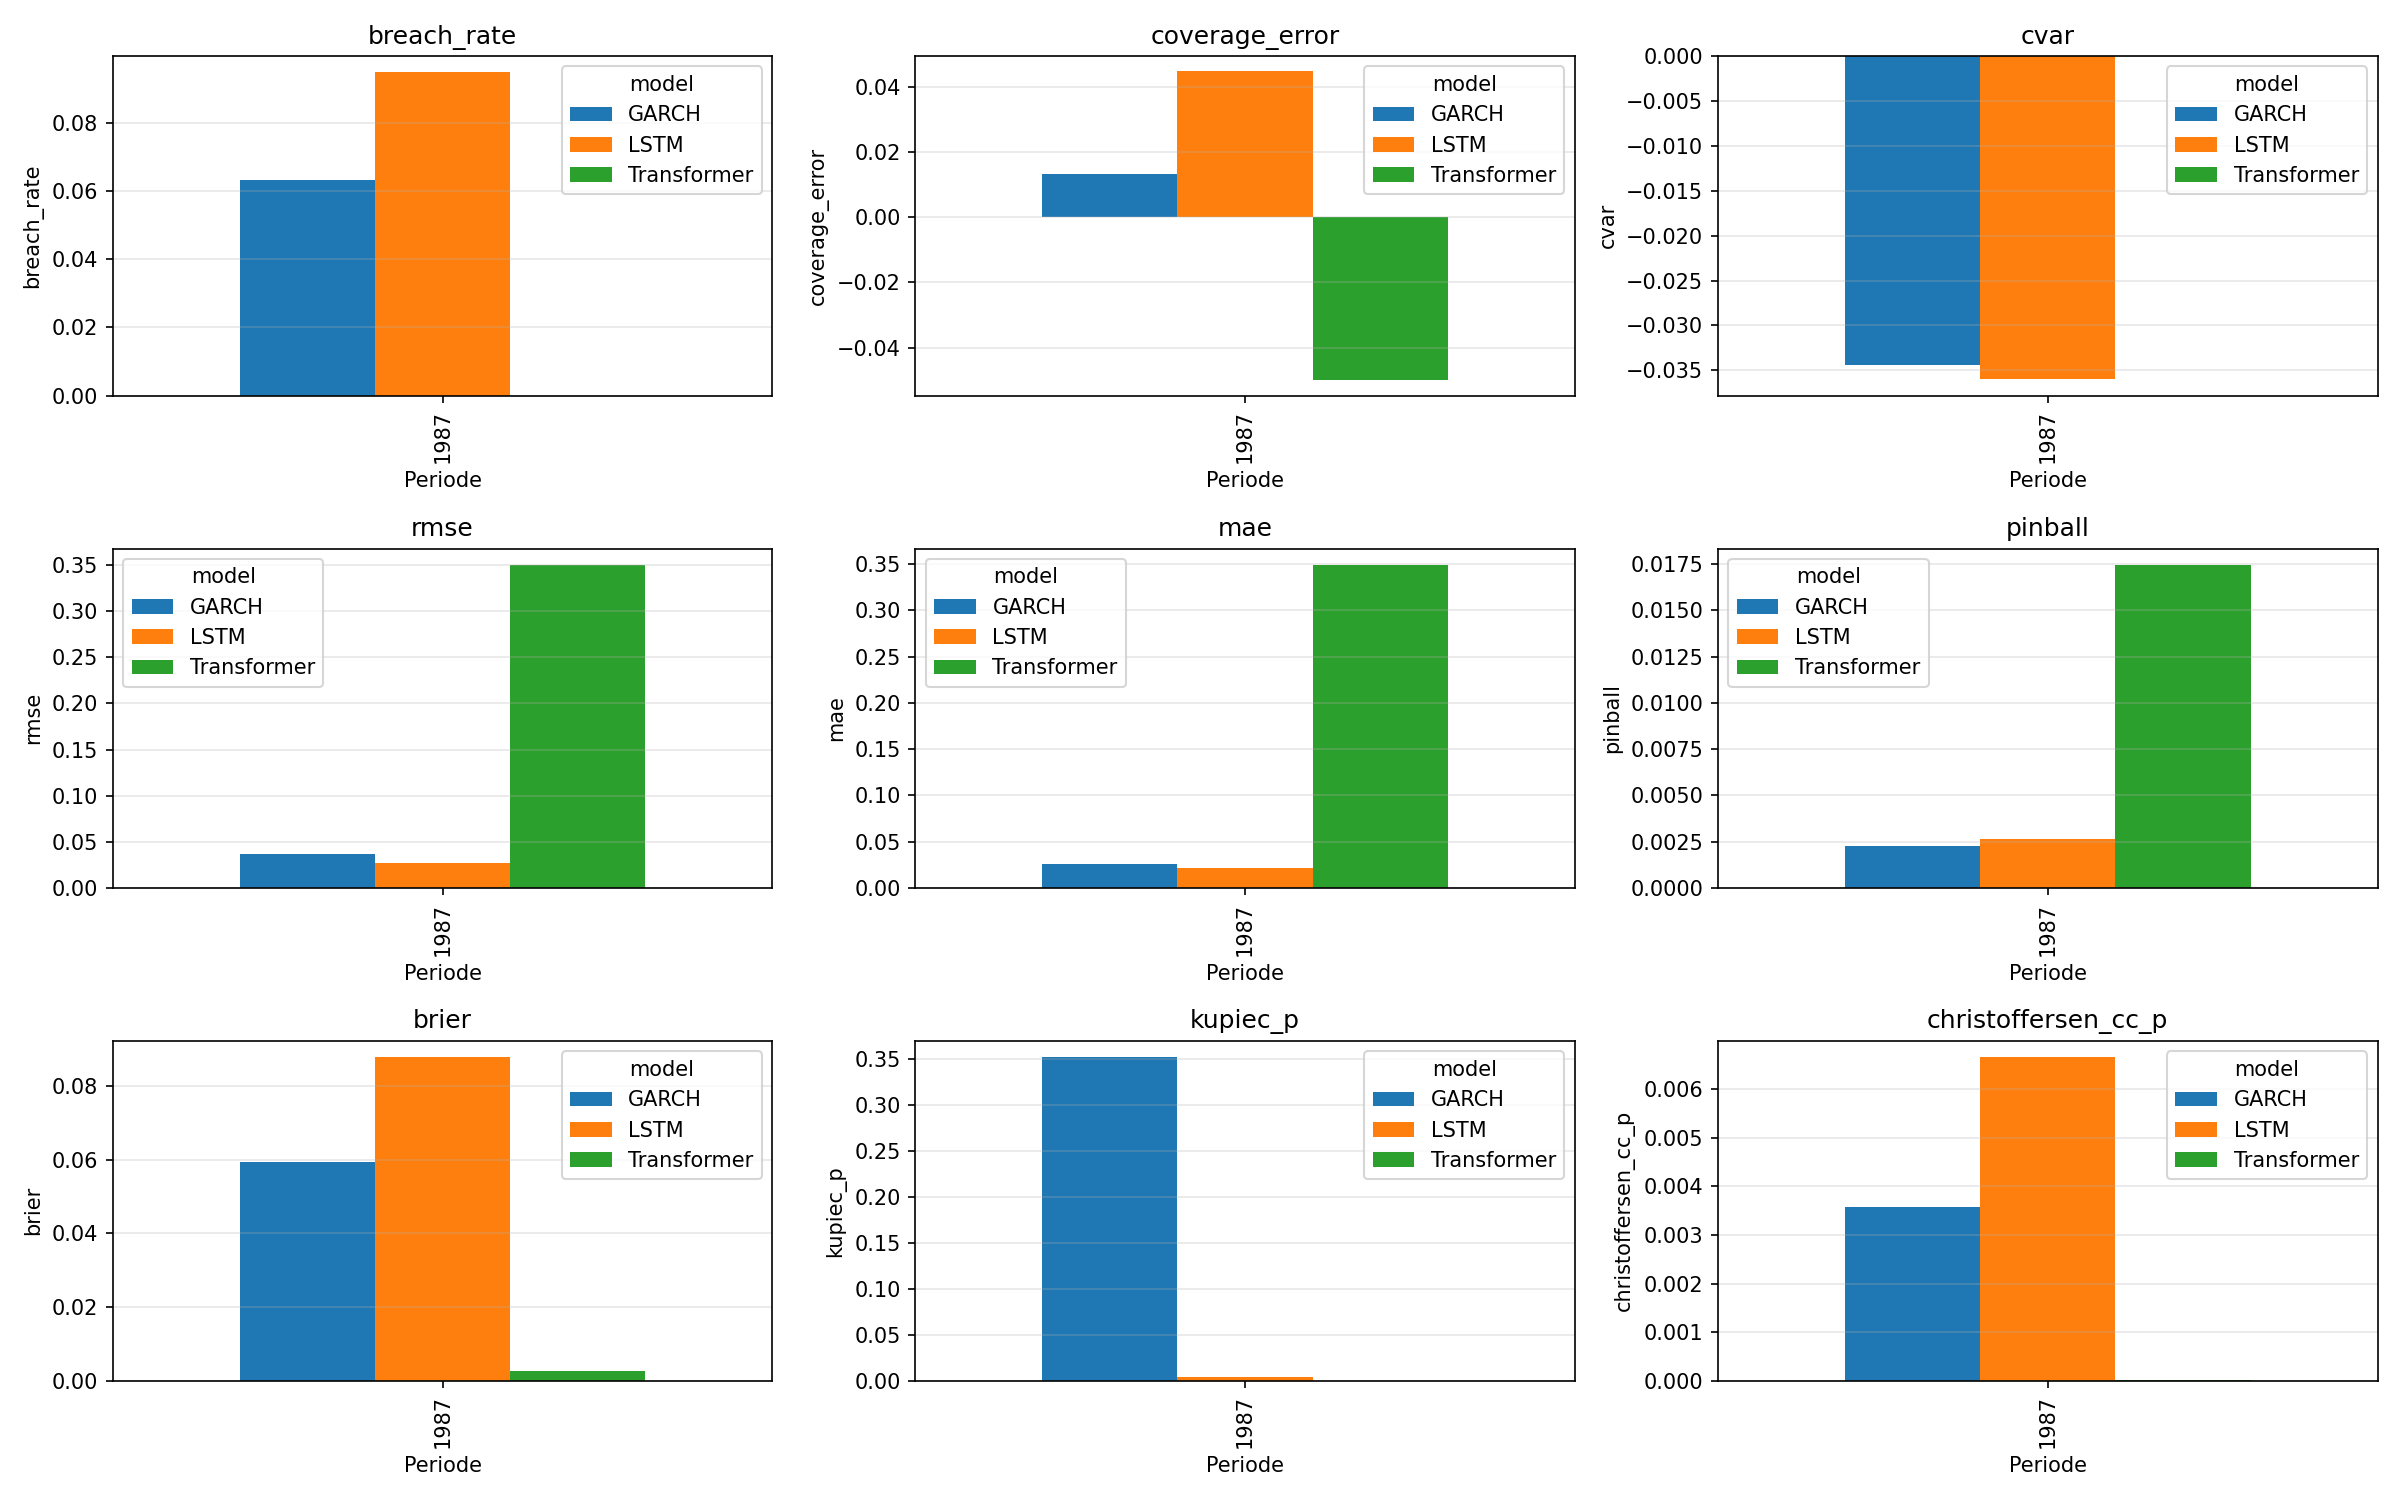 breach_rate
breach_rate
0.08
0.06
0.04
0.02
0.00
model
GARCH
LSTM
Transformer
1987
Periode
coverage_error
coverage_error
0.04
0.02
0.00
−0.02
−0.04
model
GARCH
LSTM
Transformer
1987
Periode
cvar
cvar
0.000
−0.005
−0.010
−0.015
−0.020
−0.025
−0.030
−0.035
model
GARCH
LSTM
Transformer
1987
Periode
rmse
rmse
0.35
0.30
0.25
0.20
0.15
0.10
0.05
0.00
model
GARCH
LSTM
Transformer
1987
Periode
mae
mae
0.35
0.30
0.25
0.20
0.15
0.10
0.05
0.00
model
GARCH
LSTM
Transformer
1987
Periode
pinball
pinball
0.0175
0.0150
0.0125
0.0100
0.0075
0.0050
0.0025
0.0000
model
GARCH
LSTM
Transformer
1987
Periode
brier
brier
0.08
0.06
0.04
0.02
0.00
model
GARCH
LSTM
Transformer
1987
Periode
kupiec_p
kupiec_p
0.35
0.30
0.25
0.20
0.15
0.10
0.05
0.00
model
GARCH
LSTM
Transformer
1987
Periode
christoffersen_cc_p
christoffersen_cc_p
0.006
0.005
0.004
0.003
0.002
0.001
0.000
model
GARCH
LSTM
Transformer
1987
Periode